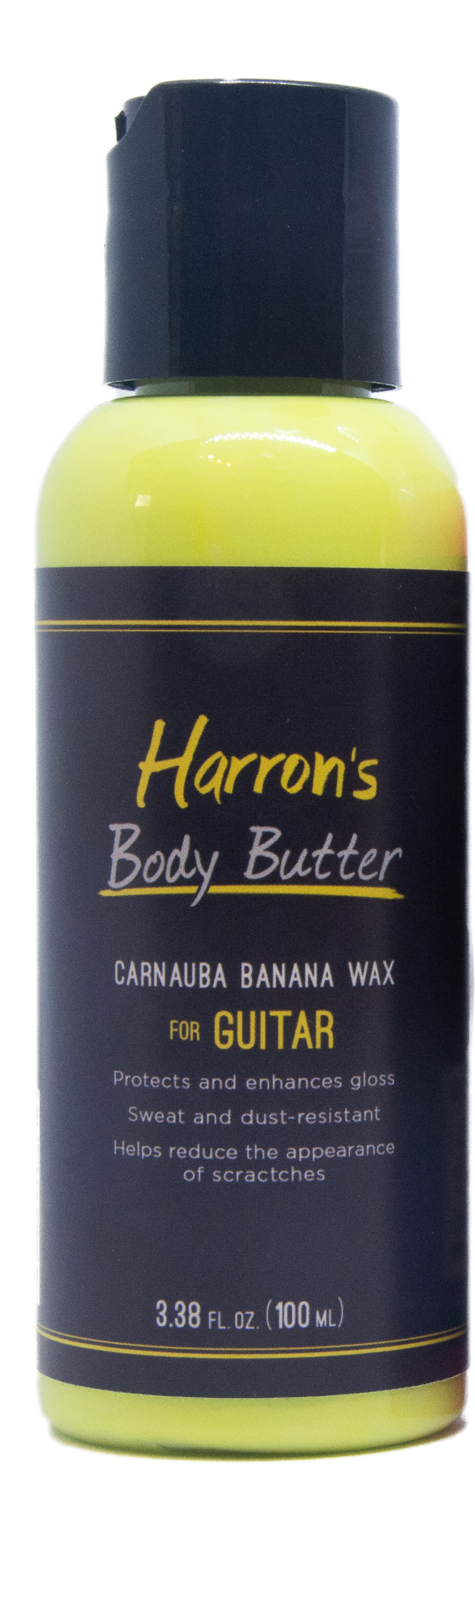 Harron's
Body Butter
CARNAUBA BANANA WAX
FOR GUITAR
Protects and enhances gloss
Sweat and dust-resistant
Helps reduce the appearance
of scractches
3.38 FL. OZ. (100 ML)